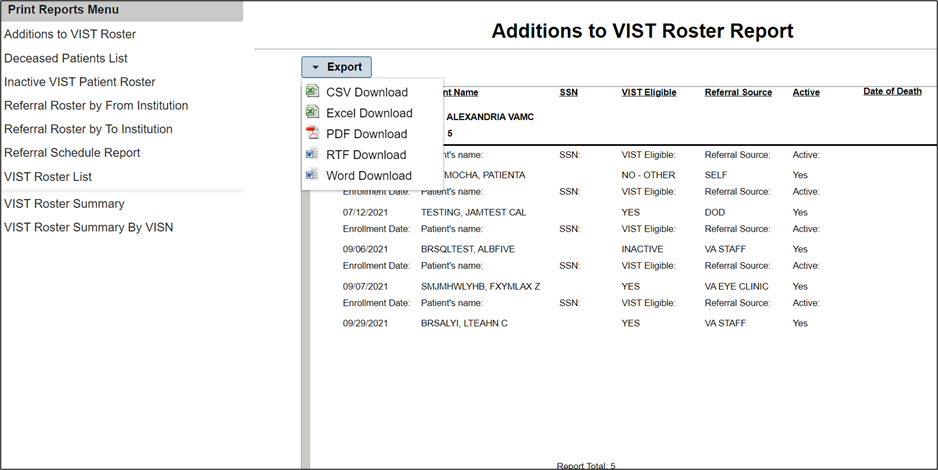 Print Reports Menu
Additions to VIST Roster
Deceased Patients List
Inactive VIST Patient Roster
Referral Roster by From Institution
Referral Roster by To Institution
Referral Schedule Report
VIST Roster List
VIST Roster Summary
VIST Roster Summary By VISN
Additions to VIST Roster Report
Export
CSV Download
Excel Download
PDF Download
RTF Download
Word Download
nt Name SSN VIST Eligible Referral Source Active Date of Death
ALEXANDRIA VAMC
5
Patient's name: SSN: VIST Eligible: Referral Source: Active:
MOCHA, PATIENTA NO - OTHER SELF Yes
Enrollment Date: Patient's name: SSN: VIST Eligible: Referral Source: Active:
07/12/2021 TESTING, JAMTEST CAL YES DOD Yes
Enrollment Date: Patient's name: SSN: VIST Eligible: Referral Source: Active:
09/06/2021 BRSQLTEST, ALBFIVE INACTIVE VA STAFF Yes
Enrollment Date: Patient's name: SSN: VIST Eligible: Referral Source: Active:
09/07/2021 SMJMHWLYHB, FXYMLAX Z YES VA EYE CLINIC Yes
Enrollment Date: Patient's name: SSN: VIST Eligible: Referral Source: Active:
09/29/2021 BRSALYI, LTEAHN C YES VA STAFF Yes
Report Total: 5